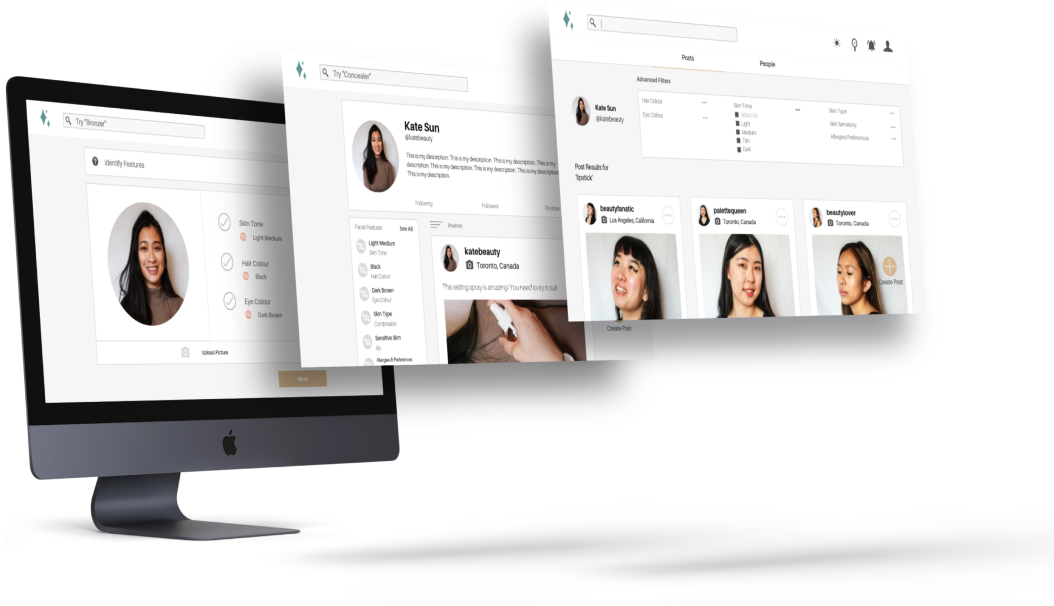 Try "Bronzer"
Identify Features
Skin Tone
Light-Medium
Hair Colour
Black
Eye Colour
Dark Brown
Upload Picture
Next
Try "Concealer"
Kate Sun
@katebeauty
This is my description. This is my description. This is my description. This is my
description. This is my description. This is my description. This is my description
This is my description.
Following
Followers
Facial Features
See All
Light-Medium
Skin Tone
Black
Hair Colour
Dark Brown
Eye Colour
Skin Type
Combination
Sensitive Skin
No
Allergies & Preferences
Reviews
katebeauty
Toronto, Canada
This setting spray is amazing! You need to try it out!
Create Post
Posts
People
Advanced Filters
Kate Sun
@katebeauty
Hair Colour
Eye Colour
Skin Tone
Select All
Light
Medium
Tan
Dark
Skin Type
Skin Sensitivity
Allergies/Preferences
Post Results for
'lipstick'
beautyfanatic
Los Angeles, California
palettequeen
Toronto, Canada
beautylover
Toronto, Canada
Create Post